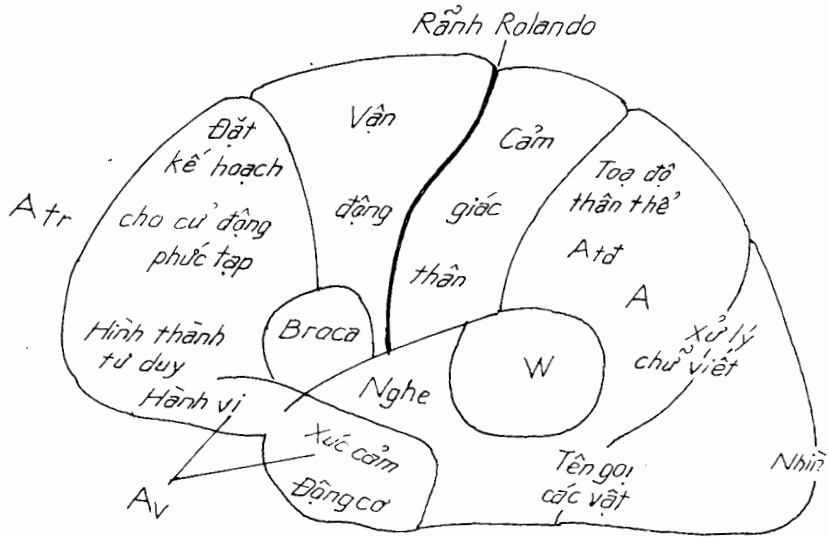 Rãnh Rolando
Đặt
kế hoạch
cho cử động
phức tạp
Hình thành
tư duy
Hành vi
A tr
Vận
động
Cảm
giác
thân
Toạ độ
thân thể
Atđ
A
Xử lý
chữ viết
Broca
Nghe
W
Xúc cảm
Động cơ
Av
Tên gọi
các vật
Nhìn